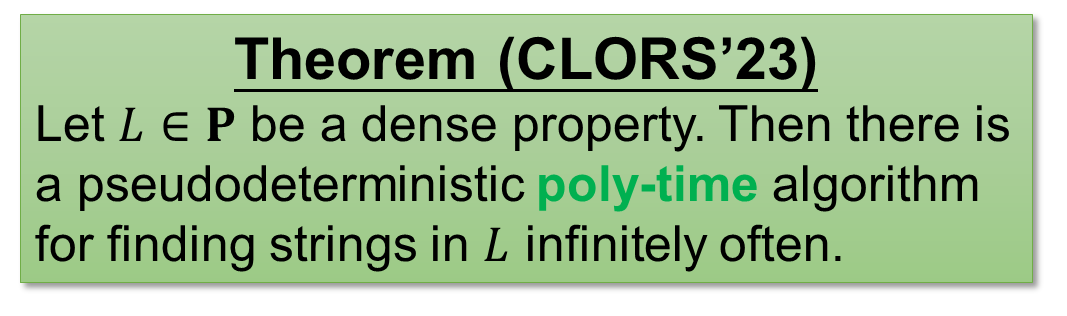 Theorem (CLORS’23)
Let 𝐿 ∈ 𝐏 be a dense property. Then there is
a pseudodeterministic poly-time algorithm
for finding strings in 𝐿 infinitely often.